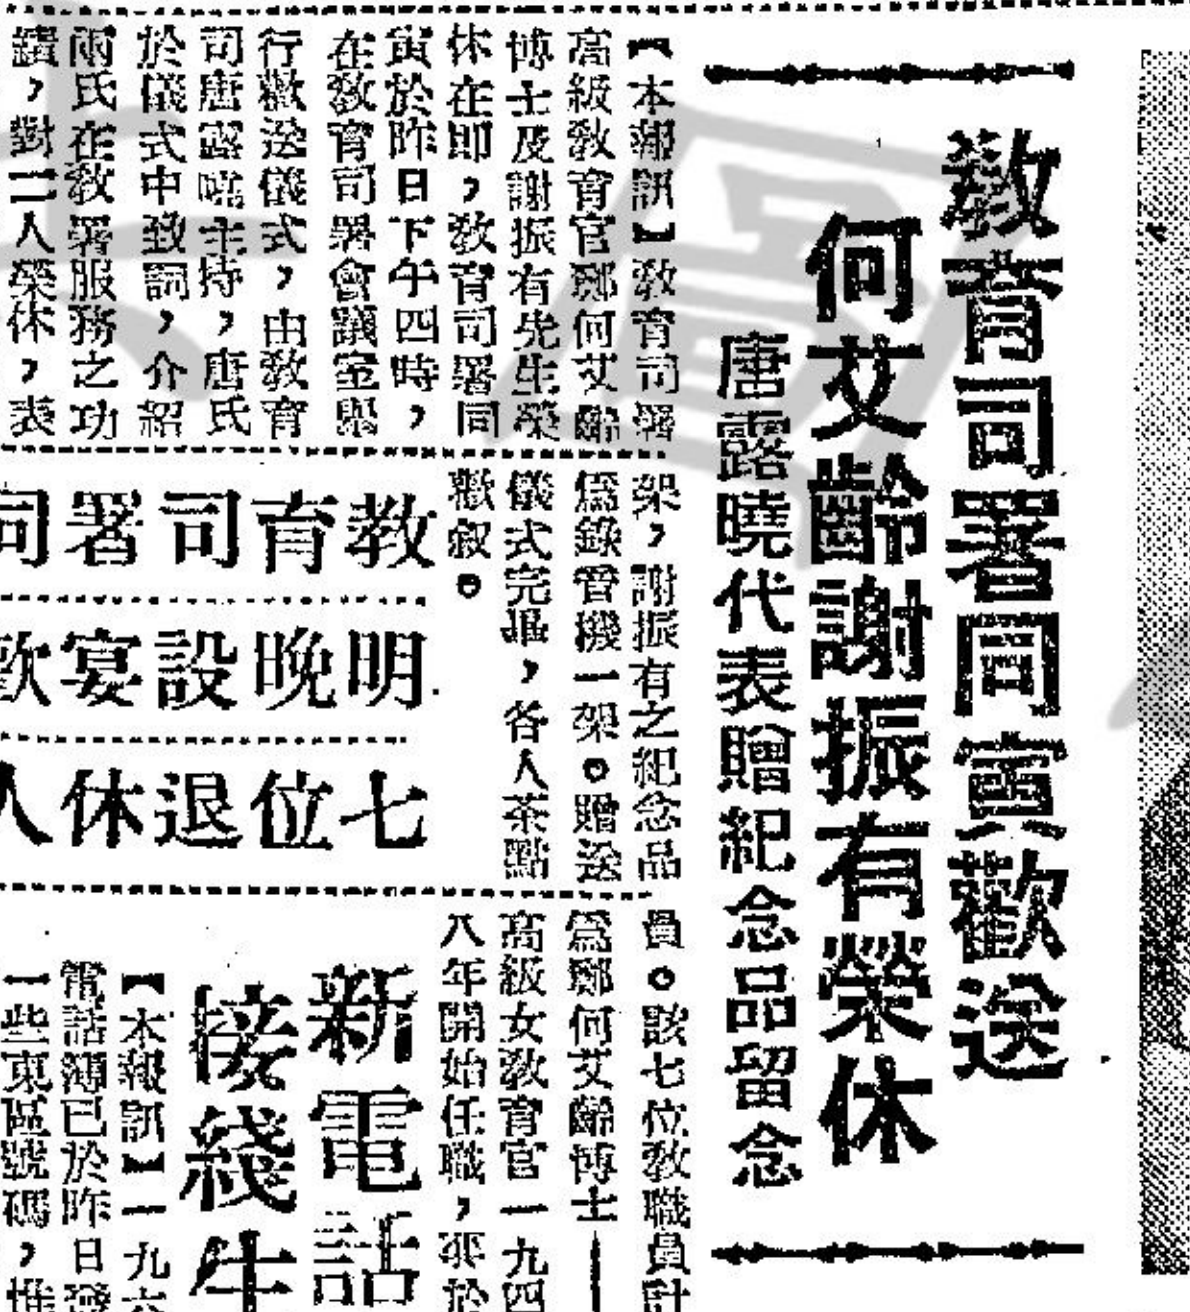 教育司署同寅歡送
何艾齡謝振有榮休
唐露曉代表贈紀念品留念
【本報訊】教育司署
高級教育官鄺何艾齡
博士及謝振有先生榮
休在即，教育司署同
寅於昨日下午四時，
在教育司署會議室舉
行歡送儀式，由教育
司唐露曉主持，唐氏
於儀式中致詞，介紹
兩氏在教署服務之功
績，對二人榮休，表
架，謝振有之紀念品
為錄音機一架。贈送
儀式完畢，各人茶點
歡敍。
教育司署同
明晚設宴歡
七位退休人
員。該七位教職員計
為鄺何艾齡博士——
高級女教育官一九四
八年開始任職，
新電話
接綫生
【本報訊】一九六
電話簿已於昨日發
一些東區號碼，